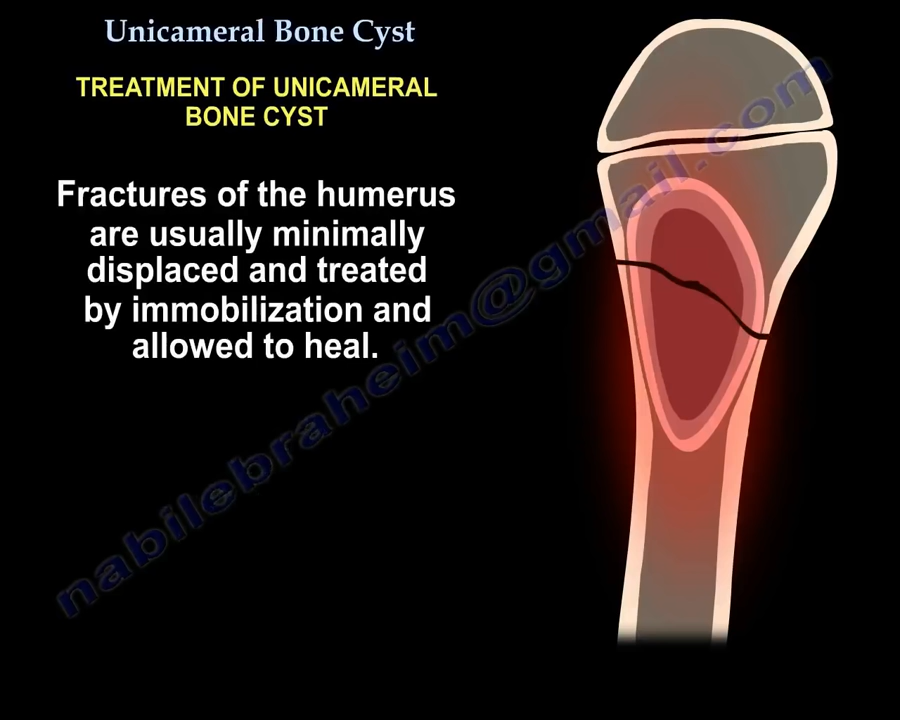 Unicameral Bone Cyst
TREATMENT OF UNICAMERAL
BONE CYST
Fractures of the humerus
are usually minimally
displaced and treated
by immobilization and
allowed to heal.
nabilebraheim@gmail.com